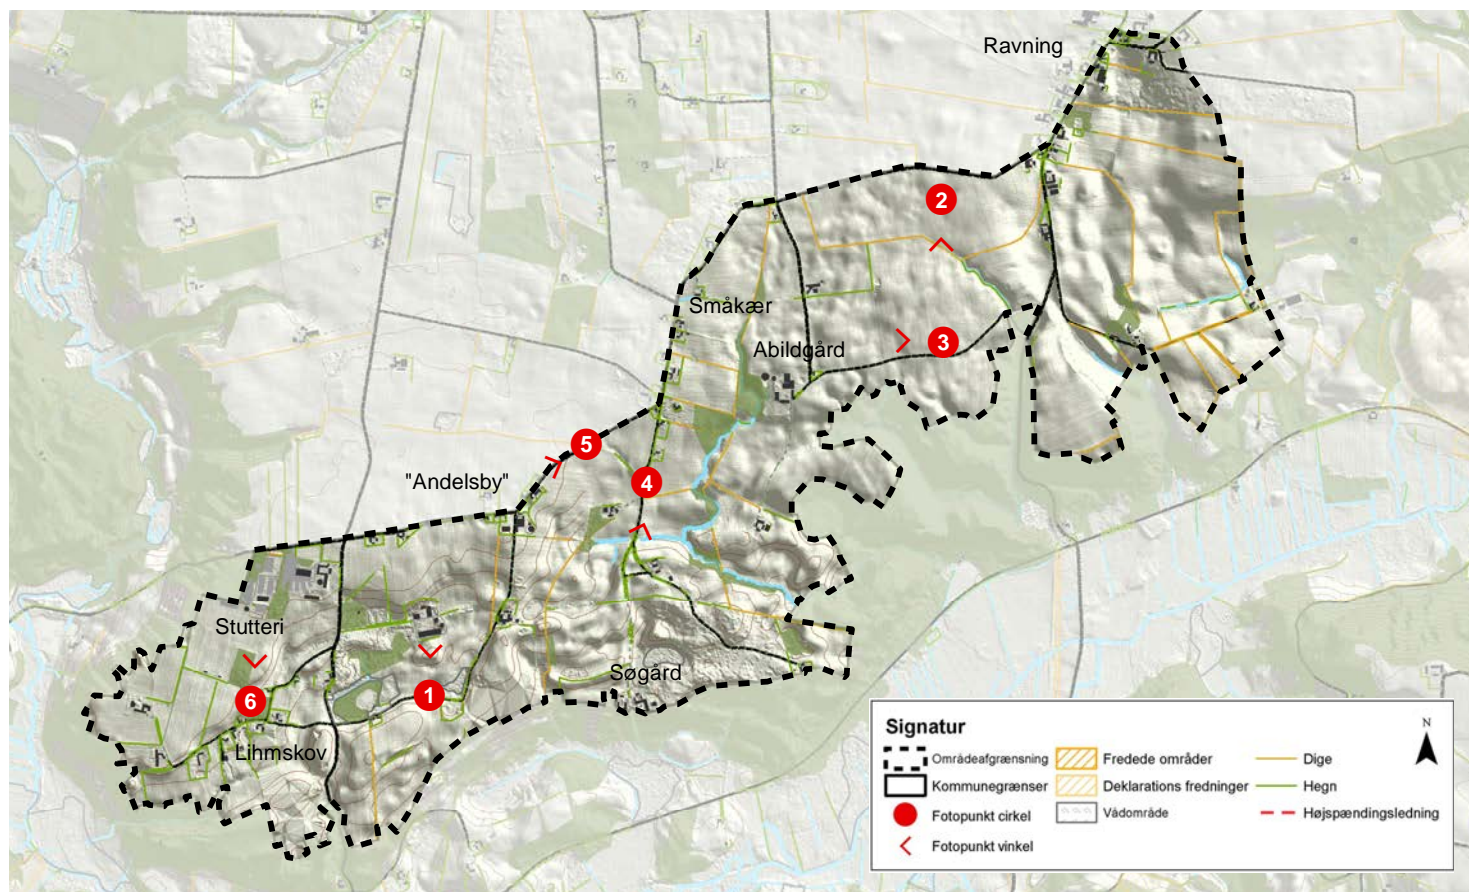 Ravning
2
Småkær
3
Abildgård
5
"Andelsby"
4
Stutteri
Søgård
6
1
Lihmskov
Signatur
N
Områdeafgrænsning
Fredede områder
Dige
Kommunegrænser
Deklarations fredninger
Hegn
Fotopunkt cirkel
Vådområde
Højspændingsledning
Fotopunkt vinkel